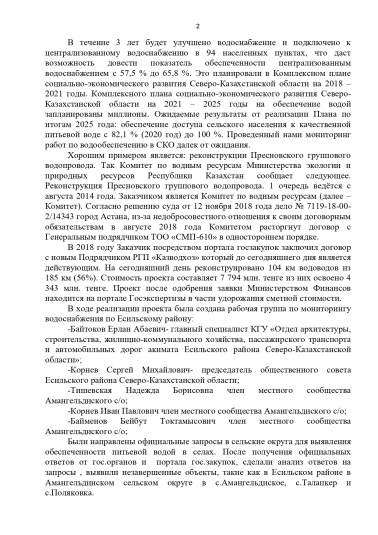 2
В течение 3 лет будет улучшено водоснабжение и подключено к
централизованному водоснабжению в 94 населенных пунктах, что даст
возможность довести показатель обеспеченности централизованным
водоснабжением с 57,5 % до 65,8 %. Это планировали в Комплексном плане
социально-экономического развития Северо-Казахстанской области на 2018 –
2021 годы. Комплексного плана социально-экономического развития Северо-
Казахстанской области на 2021 – 2025 годы на обеспечение водой
запланированы миллионы. Ожидаемые результаты от реализации Плана по
итогам 2025 года: обеспечение доступа сельского населения к качественной
питьевой воде с 82,1 % (2020 год) до 100 %. Проведенный нами мониторинг
работ по водообеспечению в СКО далек от ожидания.
Хорошим примером является: реконструкции Пресновского группового
водопровода. Так Комитет по водным ресурсам Министерства экологии и
природных ресурсов Республики Казахстан сообщает следующее.
Реконструкция Пресновского группового водопровода. 1 очередь ведётся с
августа 2014 года. Заказчиком является Комитет по водным ресурсам (далее –
Комитет). Согласно решению суда от 12 ноября 2018 года дело № 7119-18-00-
2/14343 город Астана, из-за недобросовестного отношения к своим договорным
обязательствам в августе 2018 года Комитетом расторгнут договор с
Генеральным подрядчиком ТОО «СМП-610» в одностороннем порядке.
В 2018 году Заказчик посредством портала госзакупок заключил договор
с новым Подрядчиком РГП «Казводхоз» который до сегодняшнего дня является
действующим. На сегодняшний день реконструировано 104 км водоводов из
185 км (56%). Стоимость проекта составляет 7 794 млн. тенге из них освоено 4
343 млн. тенге. Проект после одобрения заявки Министерством Финансов
находится на портале Госэкспертизы в части удорожания сметной стоимости.
В ходе реализации проекта была создана рабочая группа по мониторингу
водоснабжения по Есильскому району:
-Байтоков Ерлан Абаевич- главный специалист КГУ «Отдел архитектуры,
строительства, жилищно-коммунального хозяйства, пассажирского транспорта
и автомобильных дорог акимата Есильского района Северо-Казахстанской
области»;
-Корнев Сергей Михайлович- председатель общественного совета
Есильского района Северо-Казахстанской области;
-Тишевская Надежда Борисовна член местного сообщества
Амангельдиского с/о;
-Корнев Иван Павлович член местного сообщества Амангельдиского с/о;
-Байменов Бейбут Токтамысович член местного сообщества
Амангельдиского с/о;
Были направлены официальные запросы в сельские округа для выявления
обеспеченности питьевой водой в селах. После получения официальных
ответов от гос.органов и портала гос.закупок, сделали анализ ответов на
запросы , выявили незавершенные объекты, такие как в Есильском районе в
Амангельдинском сельском округе в с.Амангельдиское, с.Талапкер и
с.Поляковка.